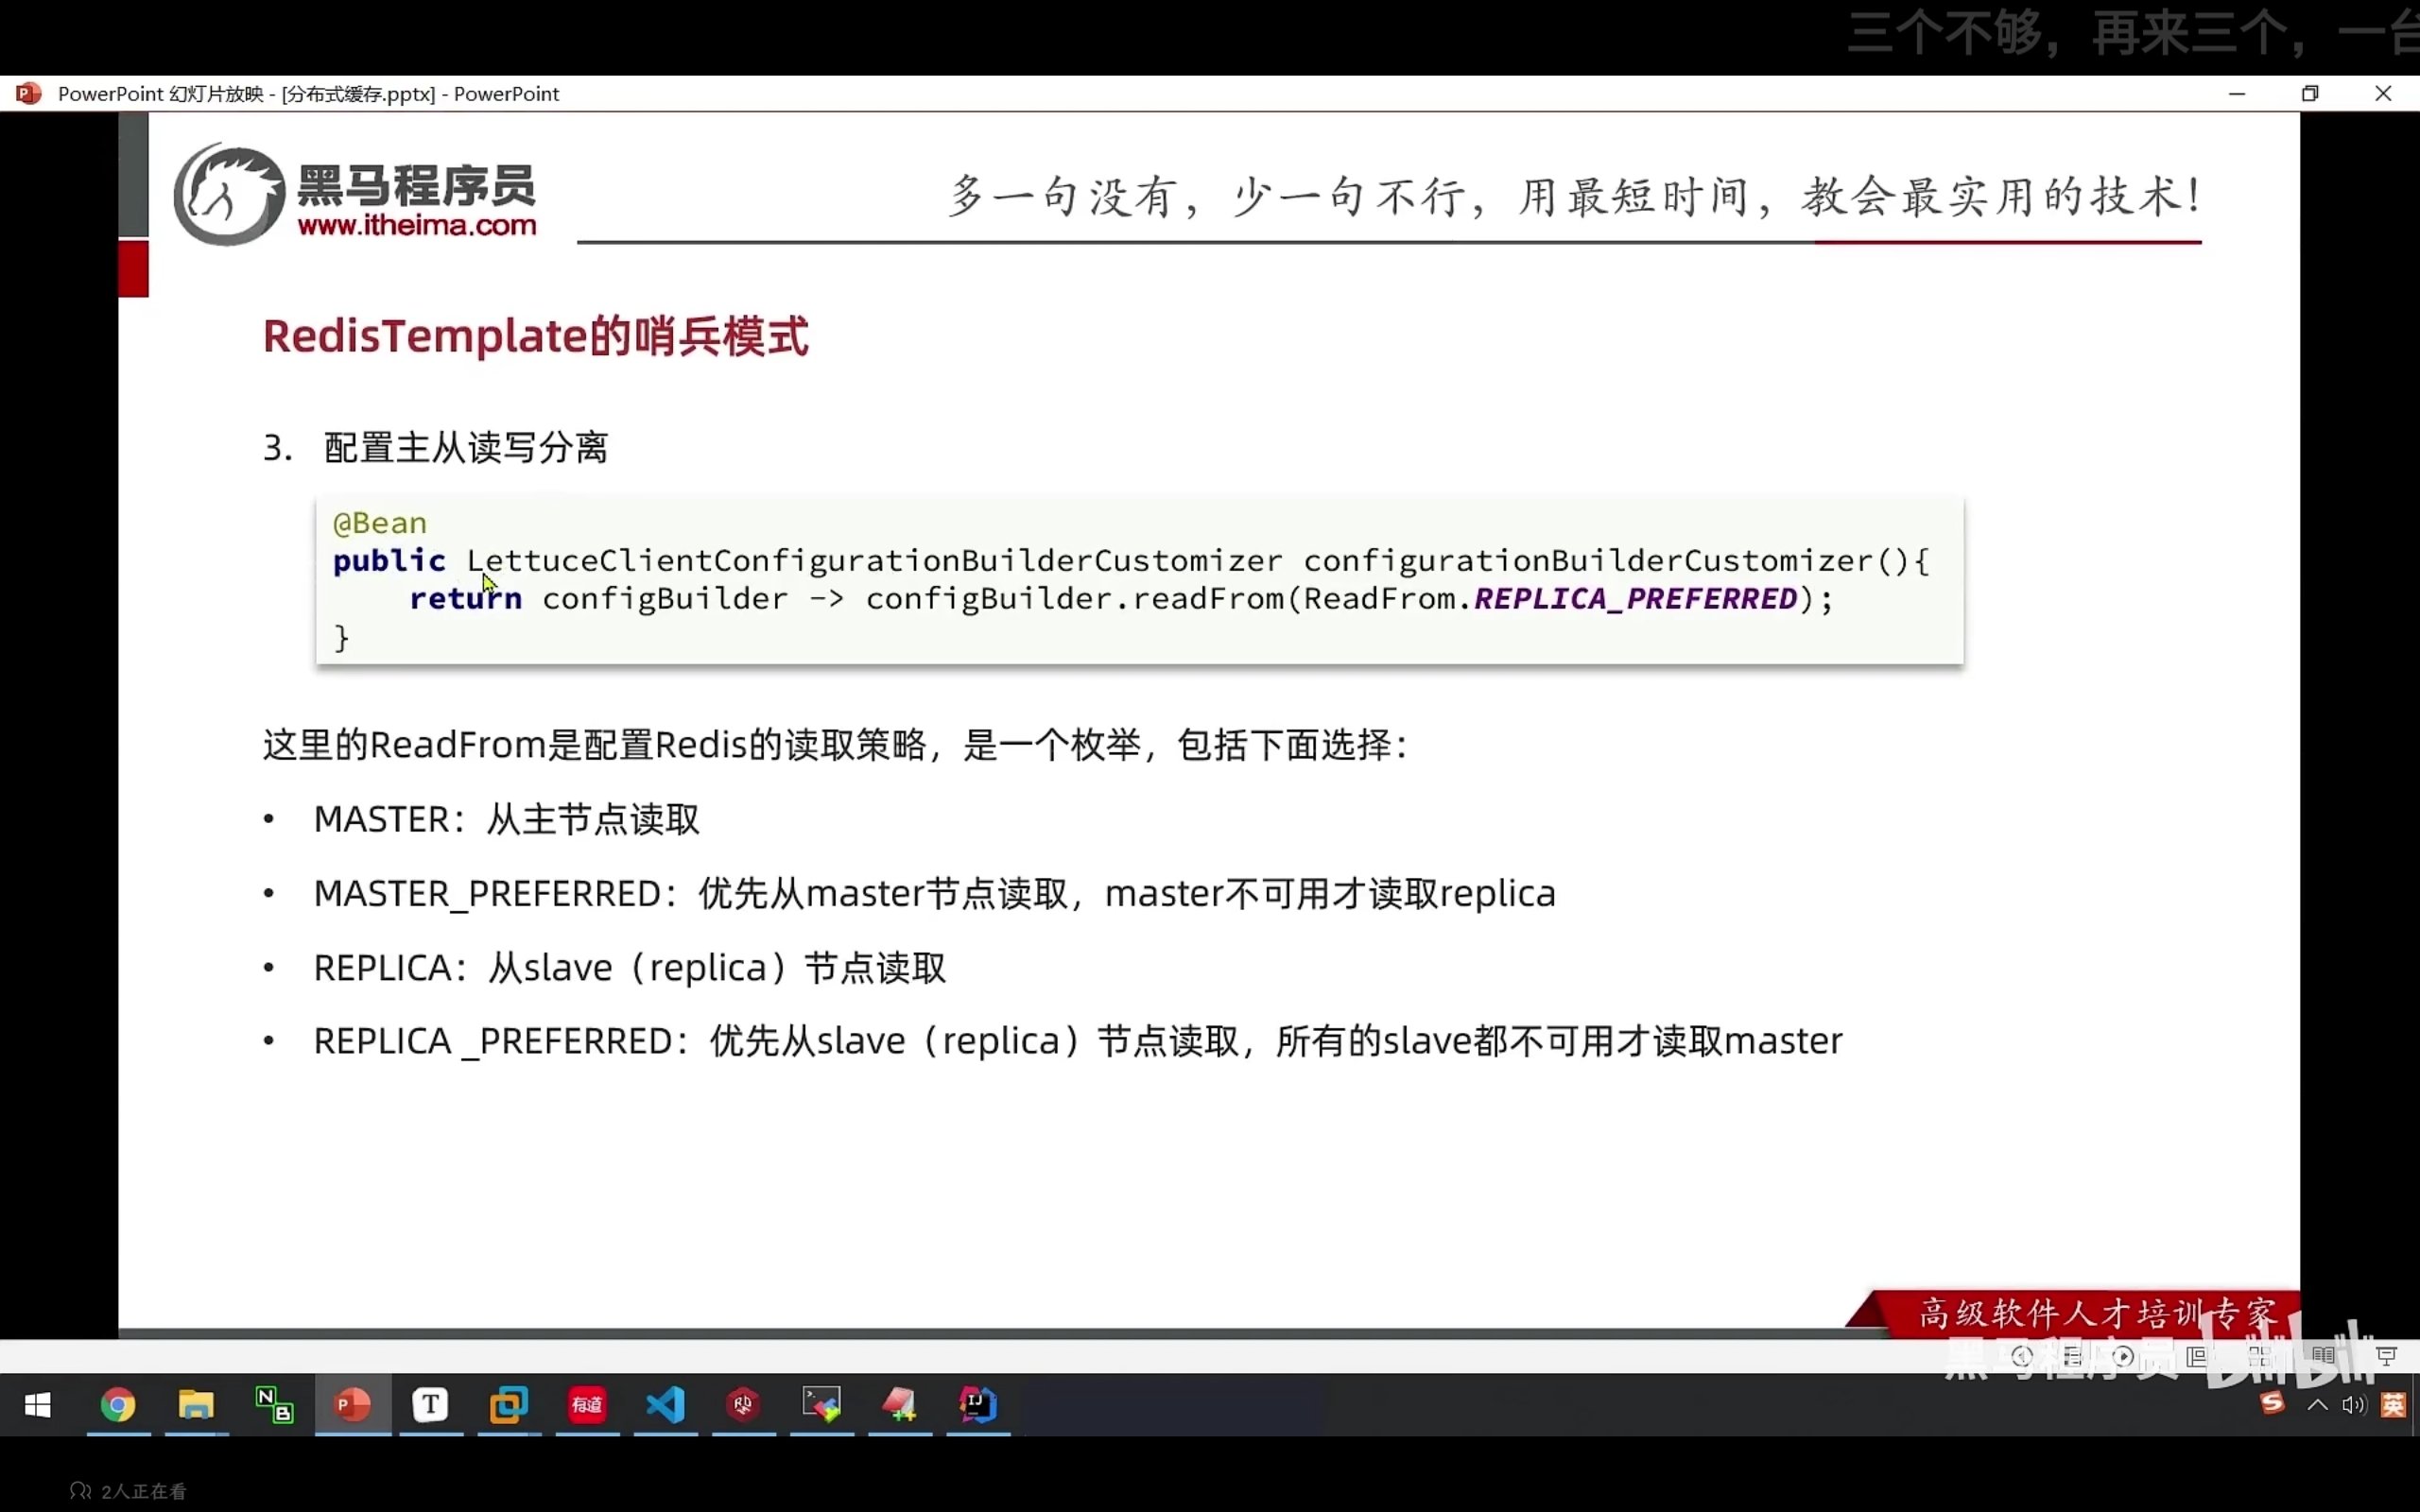 三个不够，再来三个，一台
PowerPoint 幻灯片放映 - [分布式缓存.pptx] - PowerPoint
黑马程序员
www.itheima.com
多一句没有，少一句不行，用最短时间，教会最实用的技术！
RedisTemplate的哨兵模式
3. 配置主从读写分离
@Bean
public LettuceClientConfigurationBuilderCustomizer configurationBuilderCustomizer(){
return configBuilder -> configBuilder.readFrom(ReadFrom.REPLICA_PREFERRED);
}
这里的ReadFrom是配置Redis的读取策略，是一个枚举，包括下面选择：
• MASTER：从主节点读取
• MASTER_PREFERRED：优先从master节点读取，master不可用才读取replica
• REPLICA：从slave（replica）节点读取
• REPLICA _PREFERRED：优先从slave（replica）节点读取，所有的slave都不可用才读取master
高级软件人才培训专家
黑马程序员 bilibili
N
B
P
T
有道
RD
IJ
S
英
2人正在看